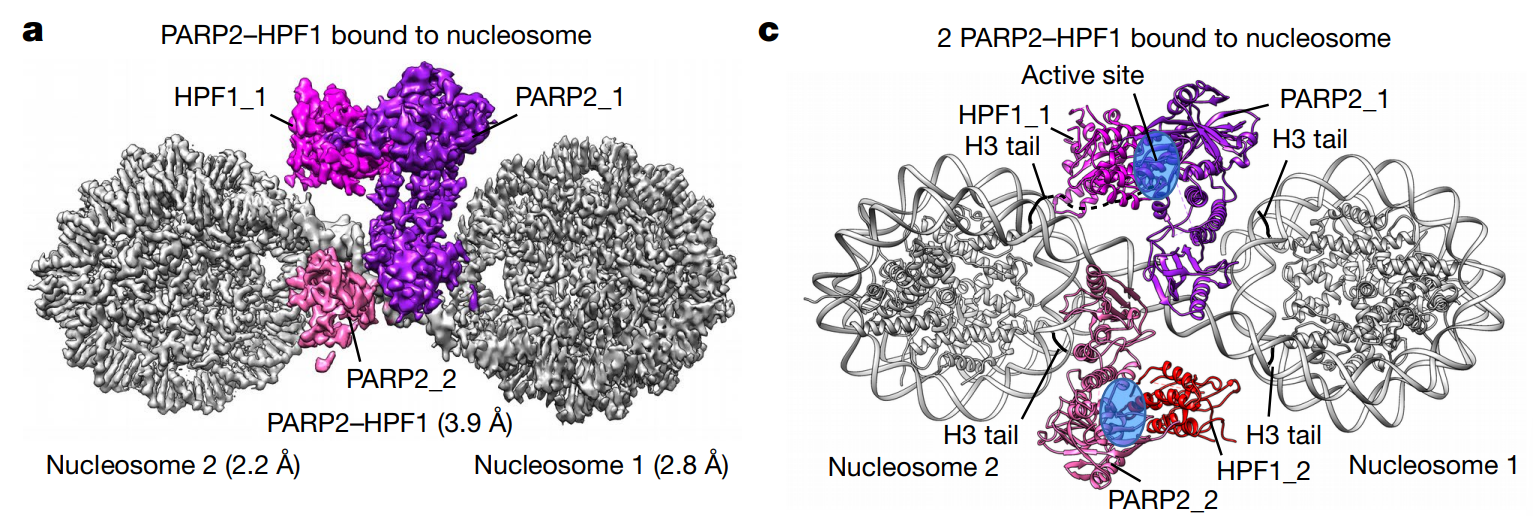 a
PARP2–HPF1 bound to nucleosome
HPF1_1
PARP2_1
PARP2_2
PARP2–HPF1 (3.9 Å)
Nucleosome 2 (2.2 Å)
Nucleosome 1 (2.8 Å)
c
2 PARP2–HPF1 bound to nucleosome
Active site
HPF1_1
PARP2_1
H3 tail
H3 tail
H3 tail
H3 tail
Nucleosome 2
HPF1_2
Nucleosome 1
PARP2_2